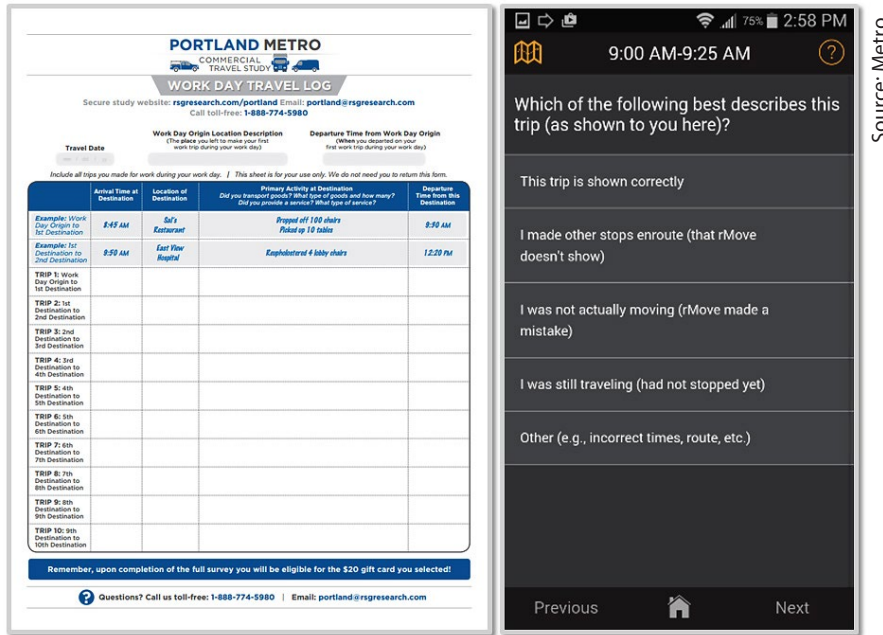 PORTLAND METRO
COMMERCIAL
TRAVEL STUDY
WORK DAY TRAVEL LOG
Secure study website: rsgresearch.com/portland Email: portland@rsgresearch.com
Call toll-free: 1-888-774-5980
Travel Date
Work Day Origin Location Description
(The place you left to make your first
work trip during your work day)
Departure Time from Work Day Origin
(When you departed on your
first work trip during your work day)
Include all trips you made for work during your work day. | This sheet is for your use only. We do not need you to return this form.
Arrival Time at
Destination
Location of
Destination
Primary Activity at Destination
Did you transport goods? What type of goods and how many?
Did you provide a service? What type of service?
Departure
Time from this
Destination
Example: Work
Day Origin to
1st Destination
8:45 AM
Sal's
Restaurant
Dropped off 100 chairs
Picked up 10 tables
9:30 AM
Example: 1st
Destination to
2nd Destination
9:50 AM
East View
Hospital
Reupholstered 4 lobby chairs
12:20 PM
TRIP 1: Work
Day Origin to
1st Destination
TRIP 2: 1st
Destination to
2nd Destination
TRIP 3: 2nd
Destination to
3rd Destination
TRIP 4: 3rd
Destination to
4th Destination
TRIP 5: 4th
Destination to
5th Destination
TRIP 6: 5th
Destination to
6th Destination
TRIP 7: 6th
Destination to
7th Destination
TRIP 8: 7th
Destination to
8th Destination
TRIP 9: 8th
Destination to
9th Destination
TRIP 10: 9th
Destination to
10th Destination
Remember, upon completion of the full survey you will be eligible for the $20 gift card you selected!
? Questions? Call us toll-free: 1-888-774-5980 | Email: portland@rsgresearch.com
75% 2:58 PM
9:00 AM-9:25 AM
?
Which of the following best describes this
trip (as shown to you here)?
This trip is shown correctly
I made other stops enroute (that rMove
doesn't show)
I was not actually moving (rMove made a
mistake)
I was still traveling (had not stopped yet)
Other (e.g., incorrect times, route, etc.)
Previous
Next
Source: Metro